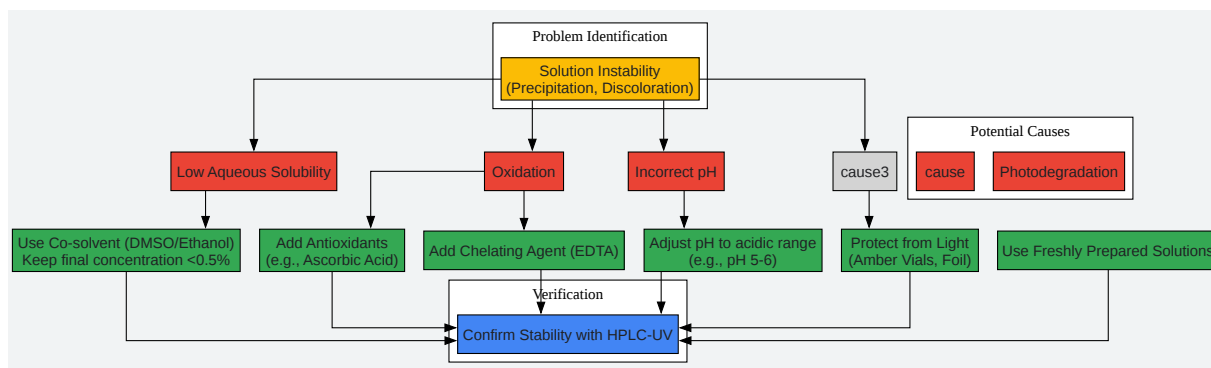 Problem Identification
Solution Instability
(Precipitation, Discoloration)
Potential Causes
Low Aqueous Solubility
Oxidation
Incorrect pH
cause3
cause
Photodegradation
Use Co-solvent (DMSO/Ethanol)
Keep final concentration <0.5%
Add Antioxidants
(e.g., Ascorbic Acid)
Add Chelating Agent (EDTA)
Adjust pH to acidic range
(e.g., pH 5-6)
Protect from Light
(Amber Vials, Foil)
Use Freshly Prepared Solutions
Verification
Confirm Stability with HPLC-UV